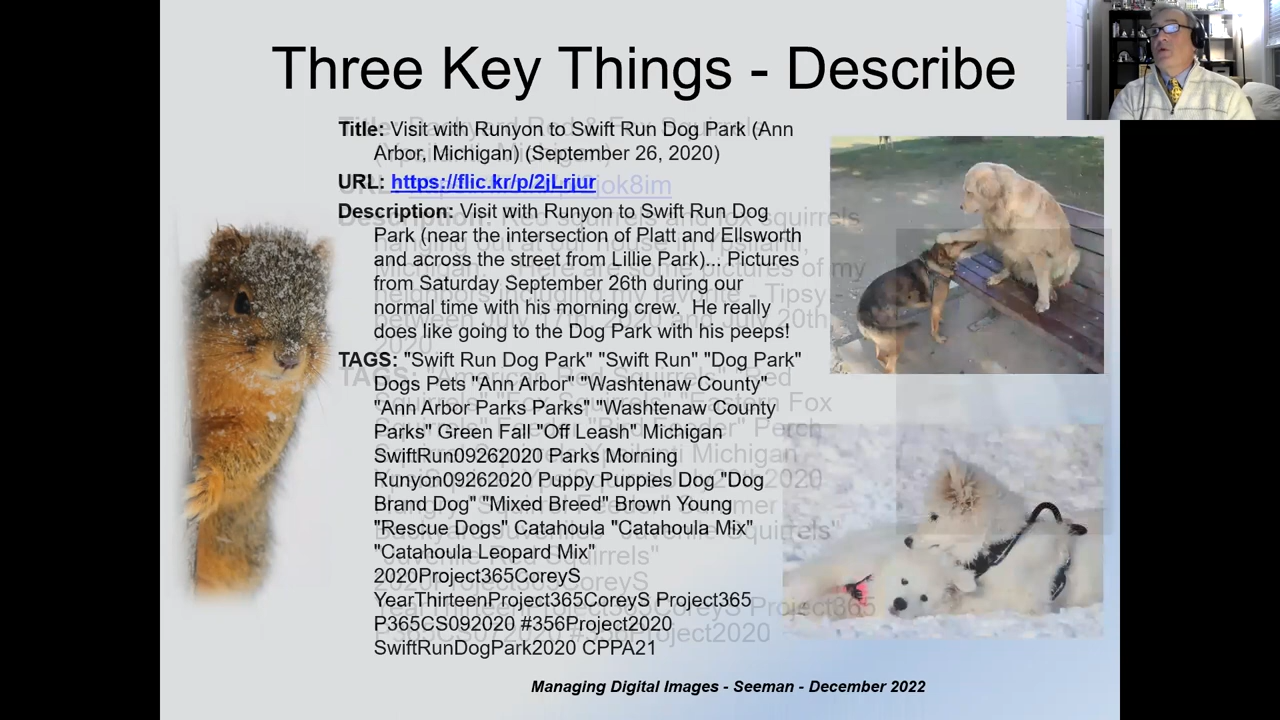 Three Key Things - Describe
Title: Visit with Runyon to Swift Run Dog Park (Ann
Arbor, Michigan) (September 26, 2020)
URL: https://flic.kr/p/2jLrjur
Description: Visit with Runyon to Swift Run Dog
Park (near the intersection of Platt and Ellsworth
and across the street from Lillie Park)... Pictures
from Saturday September 26th during our
normal time with his morning crew.  He really
does like going to the Dog Park with his peeps!
TAGS: "Swift Run Dog Park" "Swift Run" "Dog Park"
Dogs Pets "Ann Arbor" "Washtenaw County"
"Ann Arbor Parks Parks" "Washtenaw County
Parks" Green Fall "Off Leash" Michigan
SwiftRun09262020 Parks Morning
Runyon09262020 Puppy Puppies Dog "Dog
Brand Dog" "Mixed Breed" Brown Young
"Rescue Dogs" Catahoula "Catahoula Mix"
"Catahoula Leopard Mix"
2020Project365CoreyS
YearThirteenProject365CoreyS Project365
P365CS092020 #356Project2020
SwiftRunDogPark2020 CPPA21
Managing Digital Images - Seeman - December 2022